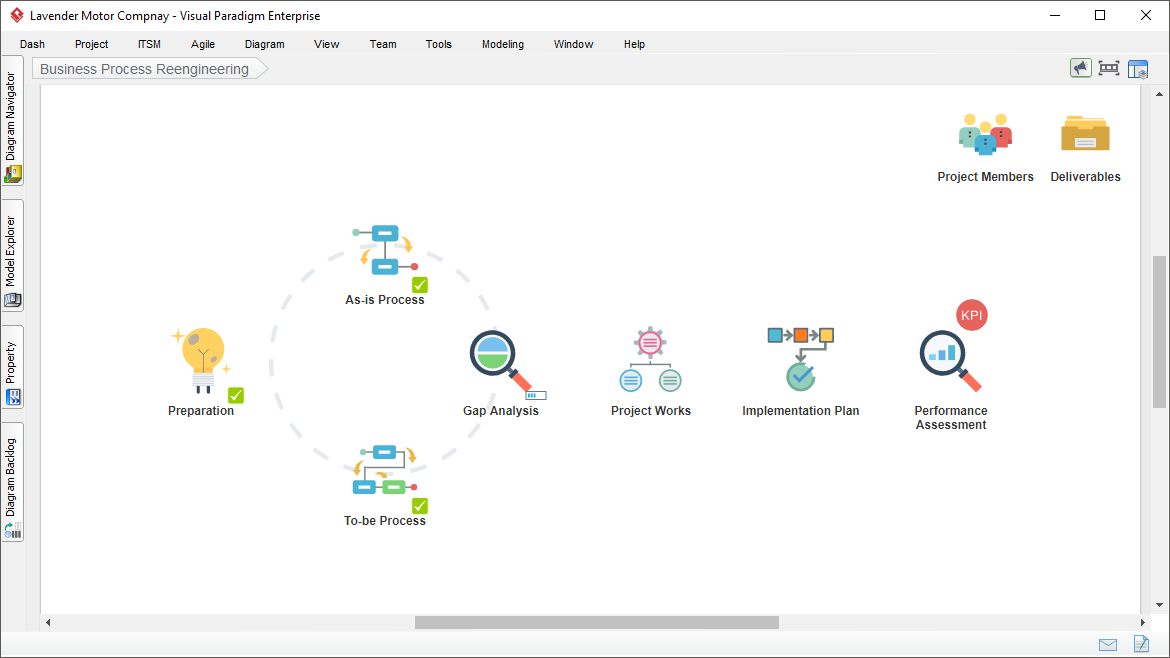 Lavender Motor Compnay - Visual Paradigm Enterprise
Dash Project ITSM Agile Diagram View Team Tools Modeling Window Help
Business Process Reengineering
Diagram Navigator
Model Explorer
Property
Diagram Backlog
Project Members
Deliverables
As-is Process
Preparation
To-be Process
Gap Analysis
Project Works
Implementation Plan
KPI
Performance
Assessment